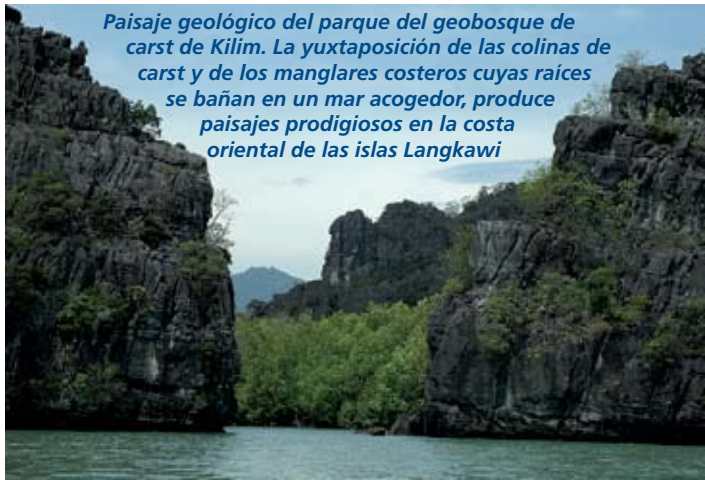 Paisaje geológico del parque del geobosque de
carst de Kilim. La yuxtaposición de las colinas de
carst y de los manglares costeros cuyas raíces
se bañan en un mar acogedor, produce
paisajes prodigiosos en la costa
oriental de las islas Langkawi